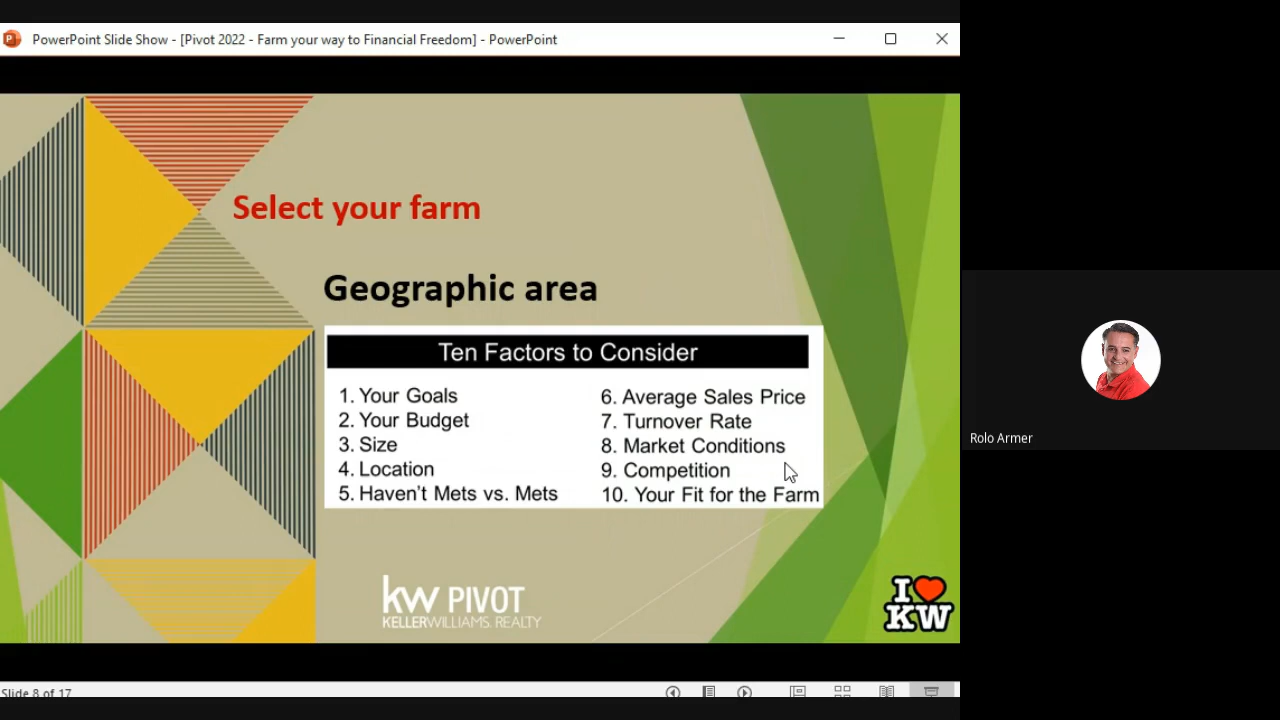 PowerPoint Slide Show - [Pivot 2022 - Farm your way to Financial Freedom] - PowerPoint
Select your farm
Geographic area
Ten Factors to Consider
1. Your Goals
2. Your Budget
3. Size
4. Location
5. Haven't Mets vs. Mets
6. Average Sales Price
7. Turnover Rate
8. Market Conditions
9. Competition
10. Your Fit for the Farm
kw PIVOT
KELLERWILLIAMS. REALTY
I
KW
Slide 8 of 17
Rolo Armer